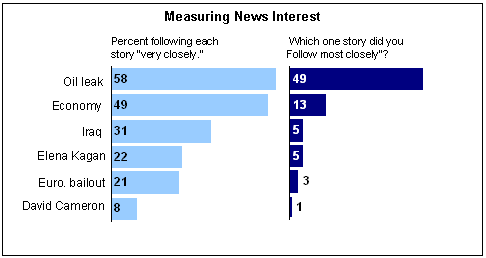 Measuring News Interest
Percent following each
story "very closely."
Which one story did you
Follow most closely"?
Oil leak 58 49
Economy 49 13
Iraq 31 5
Elena Kagan 22 5
Euro. bailout 21 3
David Cameron 8 1